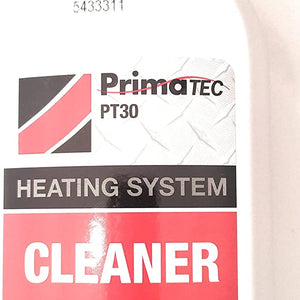 5433311
PrimaTEC
PT30
HEATING SYSTEM
CLEANER